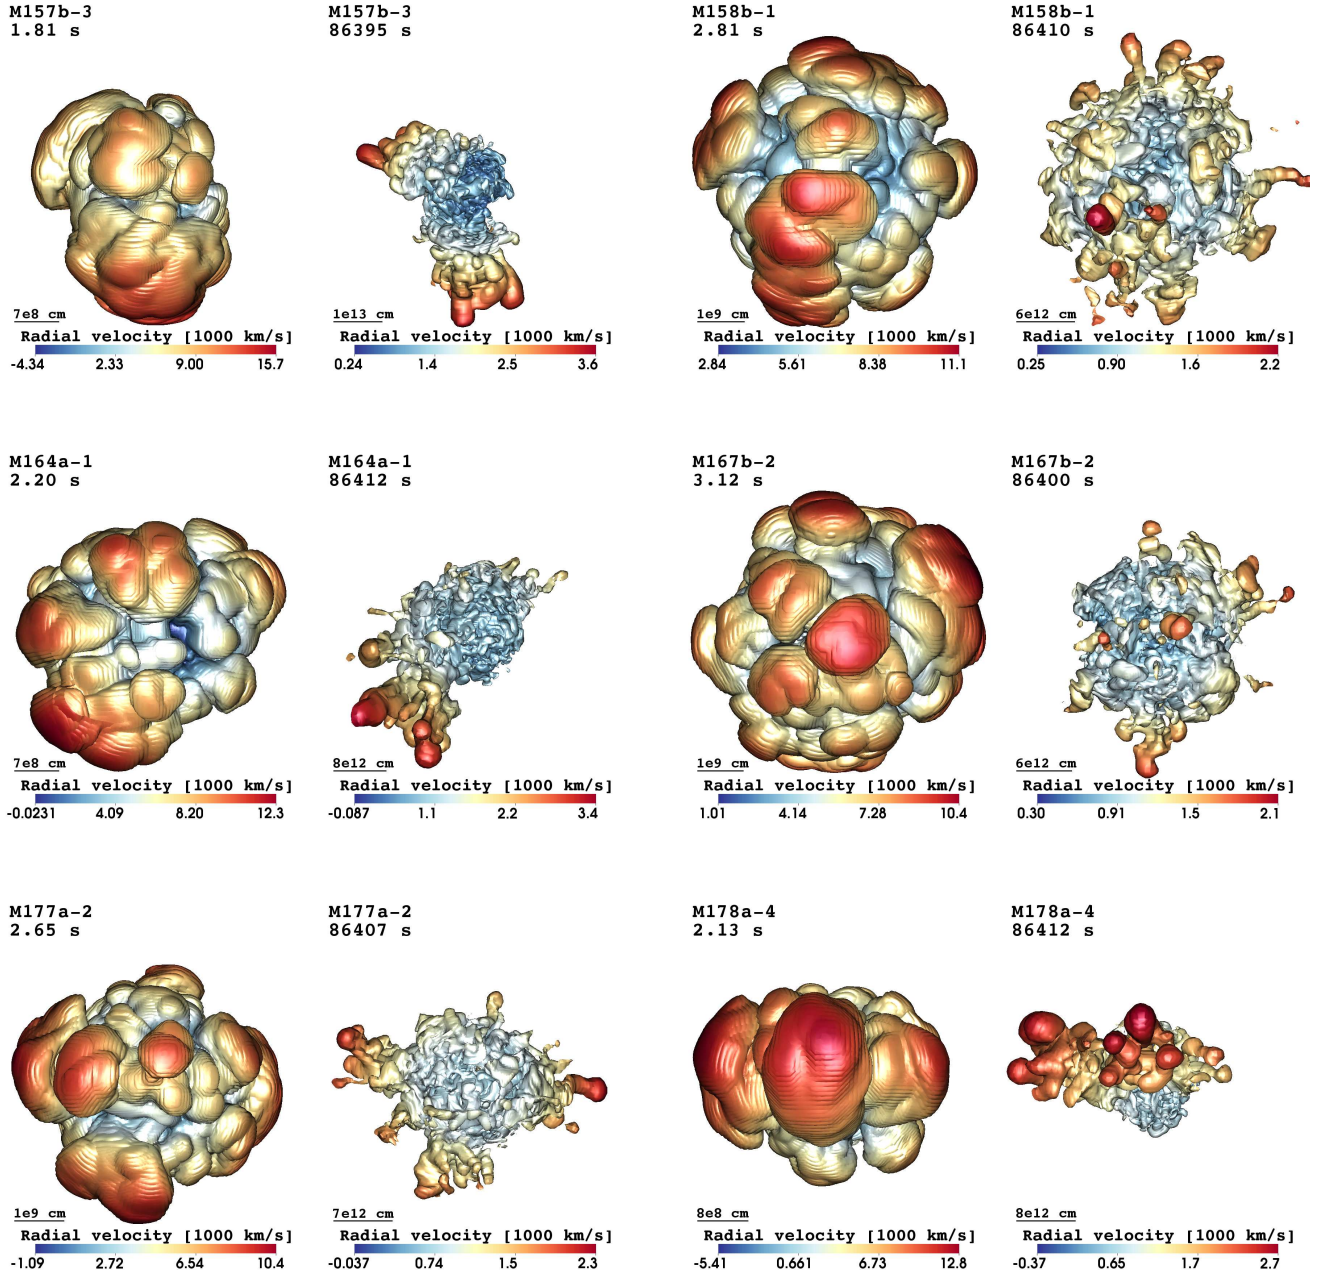 M157b-3
1.81 s
7e8 cm
Radial velocity [1000 km/s]
-4.34 2.33 9.00 15.7
M157b-3
86395 s
1e13 cm
Radial velocity [1000 km/s]
0.24 1.4 2.5 3.6
M158b-1
2.81 s
1e9 cm
Radial velocity [1000 km/s]
2.84 5.61 8.38 11.1
M158b-1
86410 s
6e12 cm
Radial velocity [1000 km/s]
0.25 0.90 1.6 2.2
M164a-1
2.20 s
7e8 cm
Radial velocity [1000 km/s]
-0.0231 4.09 8.20 12.3
M164a-1
86412 s
8e12 cm
Radial velocity [1000 km/s]
-0.087 1.1 2.2 3.4
M167b-2
3.12 s
1e9 cm
Radial velocity [1000 km/s]
1.01 4.14 7.28 10.4
M167b-2
86400 s
6e12 cm
Radial velocity [1000 km/s]
0.30 0.91 1.5 2.1
M177a-2
2.65 s
1e9 cm
Radial velocity [1000 km/s]
-1.09 2.72 6.54 10.4
M177a-2
86407 s
7e12 cm
Radial velocity [1000 km/s]
-0.037 0.74 1.5 2.3
M178a-4
2.13 s
8e8 cm
Radial velocity [1000 km/s]
-5.41 0.661 6.73 12.8
M178a-4
86412 s
8e12 cm
Radial velocity [1000 km/s]
-0.37 0.65 1.7 2.7